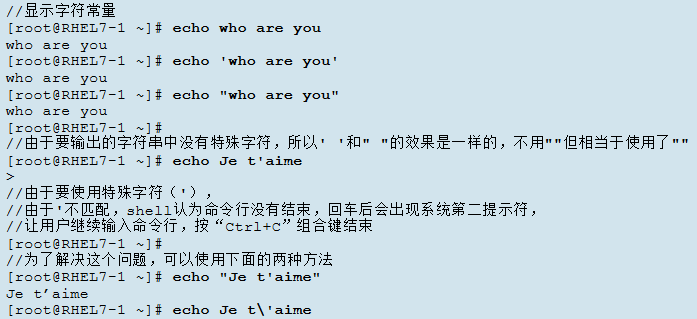 //显示字符常量
[root@RHEL7-1 ~]# echo who are you
who are you
[root@RHEL7-1 ~]# echo 'who are you'
who are you
[root@RHEL7-1 ~]# echo "who are you"
who are you
[root@RHEL7-1 ~]#
//由于要输出的字符串中没有特殊字符，所以' '和" "的效果是一样的，不用""但相当于使用了""
[root@RHEL7-1 ~]# echo Je t'aime
>
//由于要使用特殊字符（'），
//由于'不匹配，shell认为命令行没有结束，回车后会出现系统第二提示符，
//让用户继续输入命令行，按“Ctrl+C”组合键结束
[root@RHEL7-1 ~]#
//为了解决这个问题，可以使用下面的两种方法
[root@RHEL7-1 ~]# echo "Je t'aime"
Je t’aime
[root@RHEL7-1 ~]# echo Je t\'aime